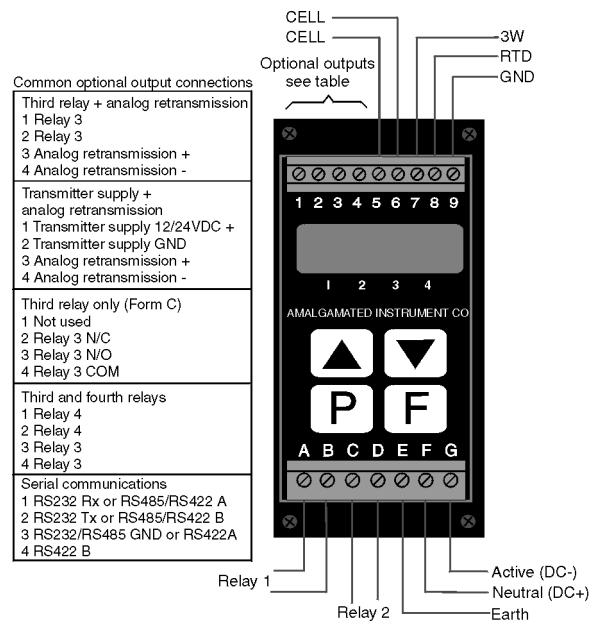 CELL
CELL
3W
RTD
GND
Optional outputs
see table
Common optional output connections
Third relay + analog retransmission
1 Relay 3
2 Relay 3
3 Analog retransmission +
4 Analog retransmission -
Transmitter supply +
analog retransmission
1 Transmitter supply 12/24VDC +
2 Transmitter supply GND
3 Analog retransmission +
4 Analog retransmission -
Third relay only (Form C)
1 Not used
2 Relay 3 N/C
3 Relay 3 N/O
4 Relay 3 COM
Third and fourth relays
1 Relay 4
2 Relay 4
3 Relay 3
4 Relay 3
Serial communications
1 RS232 Rx or RS485/RS422 A
2 RS232 Tx or RS485/RS422 B
3 RS232/RS485 GND or RS422A
4 RS422 B
1 2 3 4 5 6 7 8 9
1 2 3 4
AMALGAMATED INSTRUMENT CO
P F
A B C D E F G
Relay 1
Relay 2
Active (DC-)
Neutral (DC+)
Earth